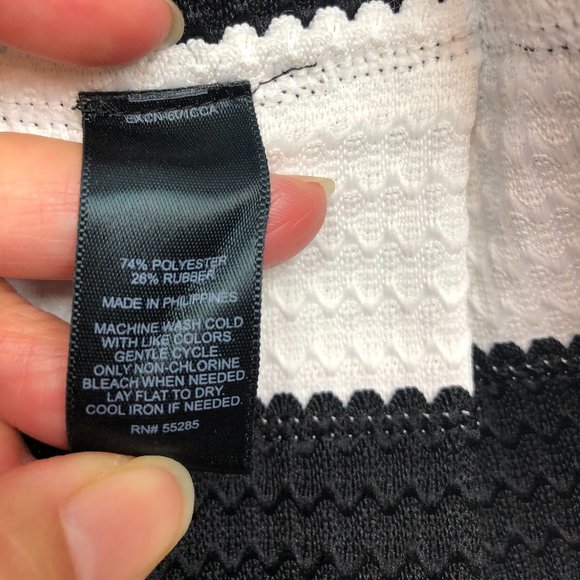 74% POLYESTER
26% RUBBER
MADE IN PHILIPPINES
MACHINE WASH COLD
WITH LIKE COLORS.
GENTLE CYCLE.
ONLY NON-CHLORINE
BLEACH WHEN NEEDED.
LAY FLAT TO DRY.
COOL IRON IF NEEDED.
RN# 55285